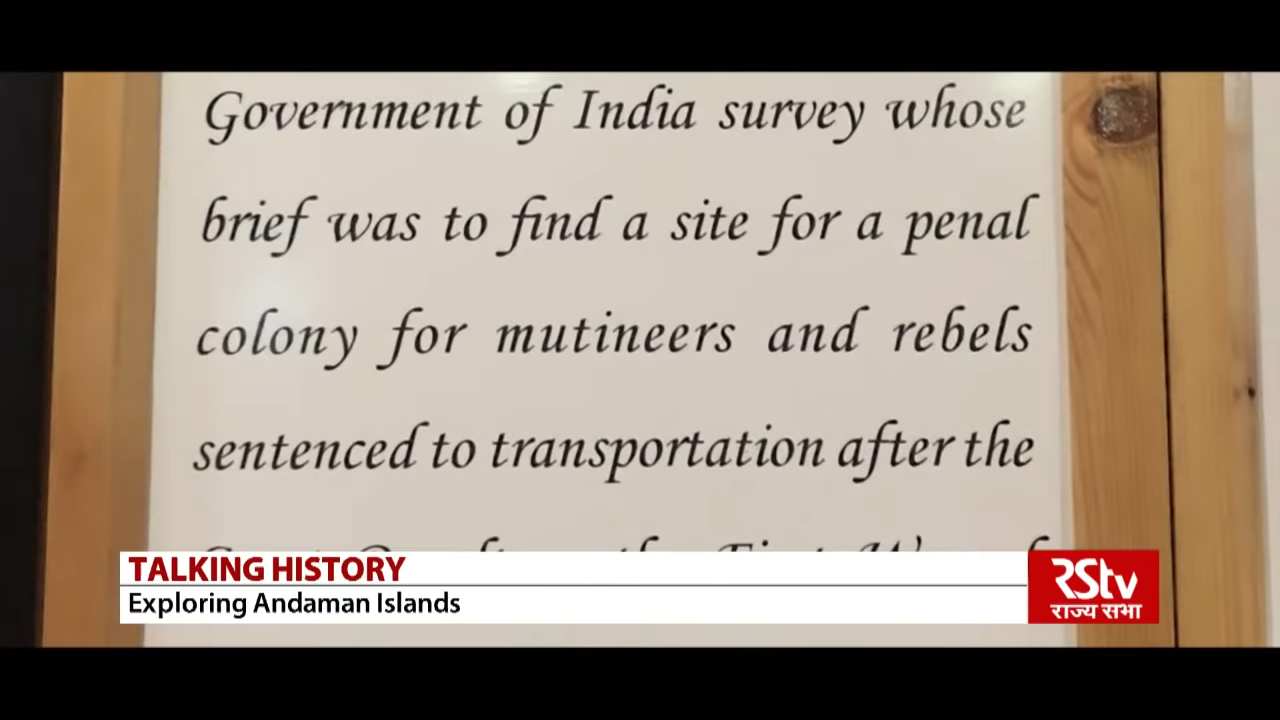 Government of India survey whose
brief was to find a site for a penal
colony for mutineers and rebels
sentenced to transportation after the
TALKING HISTORY
Exploring Andaman Islands
RSTV
राज्य सभा